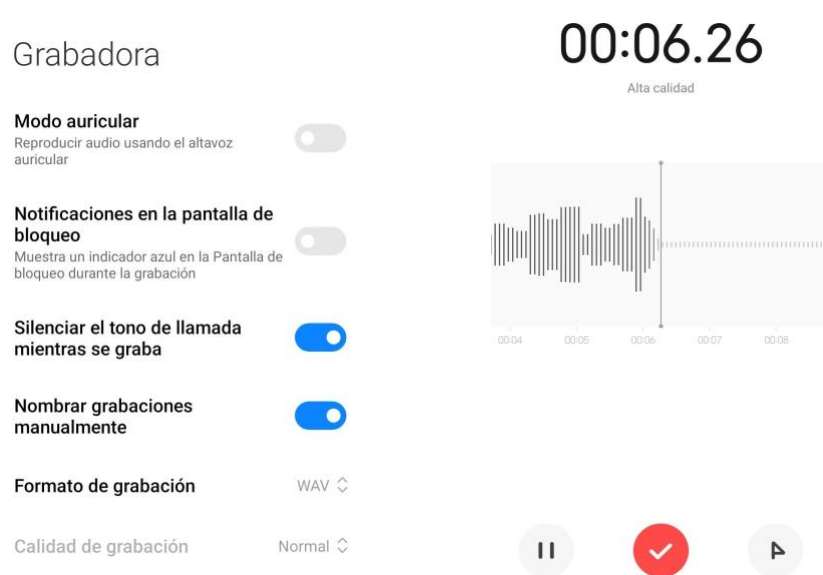 Grabadora
Modo auricular
Reproducir audio usando el altavoz
auricular
Notificaciones en la pantalla de
bloqueo
Muestra un indicador azul en la Pantalla de
bloqueo durante la grabación
Silenciar el tono de llamada
mientras se graba
Nombrar grabaciones
manualmente
Formato de grabación WAV
Calidad de grabación Normal
00:06.26
Alta calidad
00:04 00:05 00:06 00:07 00:08